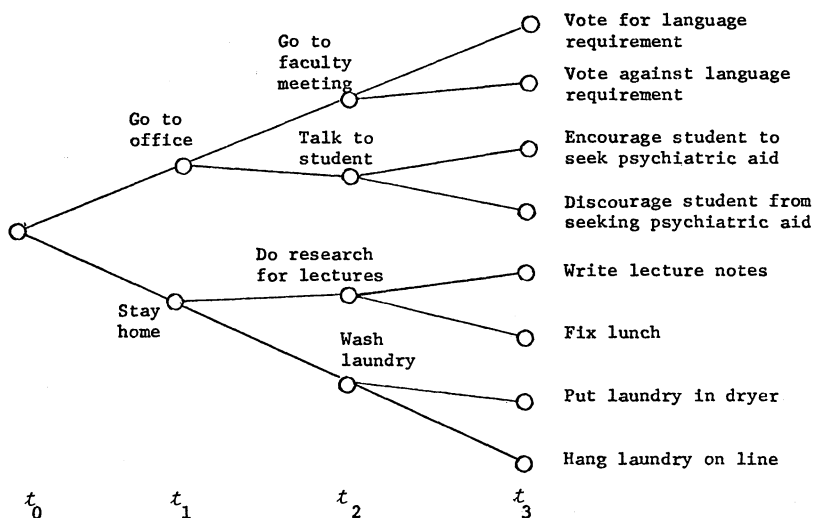 Go to
faculty
meeting
Vote for language
requirement
Vote against language
requirement
Go to
office
Talk to
student
Encourage student to
seek psychiatric aid
Discourage student from
seeking psychiatric aid
Do research
for lectures
Write lecture notes
Stay
home
Fix lunch
Wash
laundry
Put laundry in dryer
Hang laundry on line
t0 t1 t2 t3